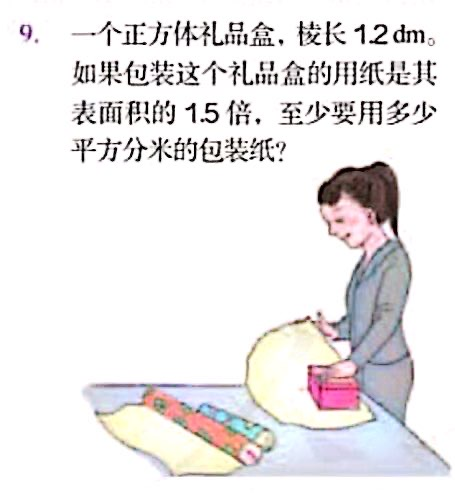 9. 一个正方体礼品盒，棱长 1.2 dm。
如果包装这个礼品盒的用纸是其
表面积的 1.5 倍，至少要用多少
平方分米的包装纸？